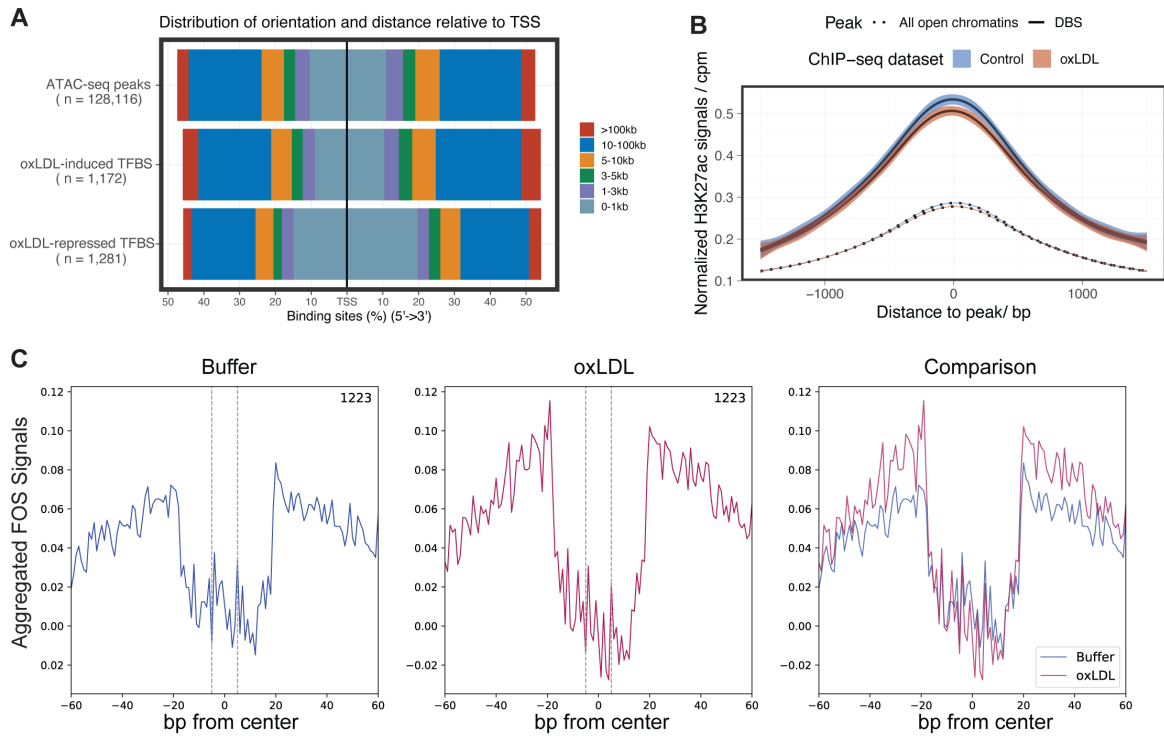 A
Distribution of orientation and distance relative to TSS
ATAC-seq peaks
( n = 128,116)
oxLDL-induced TFBS
( n = 1,172)
oxLDL-repressed TFBS
( n = 1,281)
50 40 30 20 10 TSS 10 20 30 40 50
Binding sites (%) (5'->3')
>100kb
10-100kb
5-10kb
3-5kb
1-3kb
0-1kb
B
Peak All open chromatins DBS
ChIP−seq dataset Control oxLDL
Normalized H3K27ac signals / cpm
0.5
0.4
0.3
0.2
0.1
−1000 0 1000
Distance to peak/ bp
C
Aggregated FOS Signals
Buffer
1223
0.12
0.10
0.08
0.06
0.04
0.02
0.00
0.02
−60 −40 −20 0 20 40 60
bp from center
oxLDL
1223
0.12
0.10
0.08
0.06
0.04
0.02
0.00
−0.02
−60 −40 −20 0 20 40 60
bp from center
Comparison
0.12
0.10
0.08
0.06
0.04
0.02
0.00
−0.02
Buffer
oxLDL
−60 −40 −20 0 20 40 60
bp from center